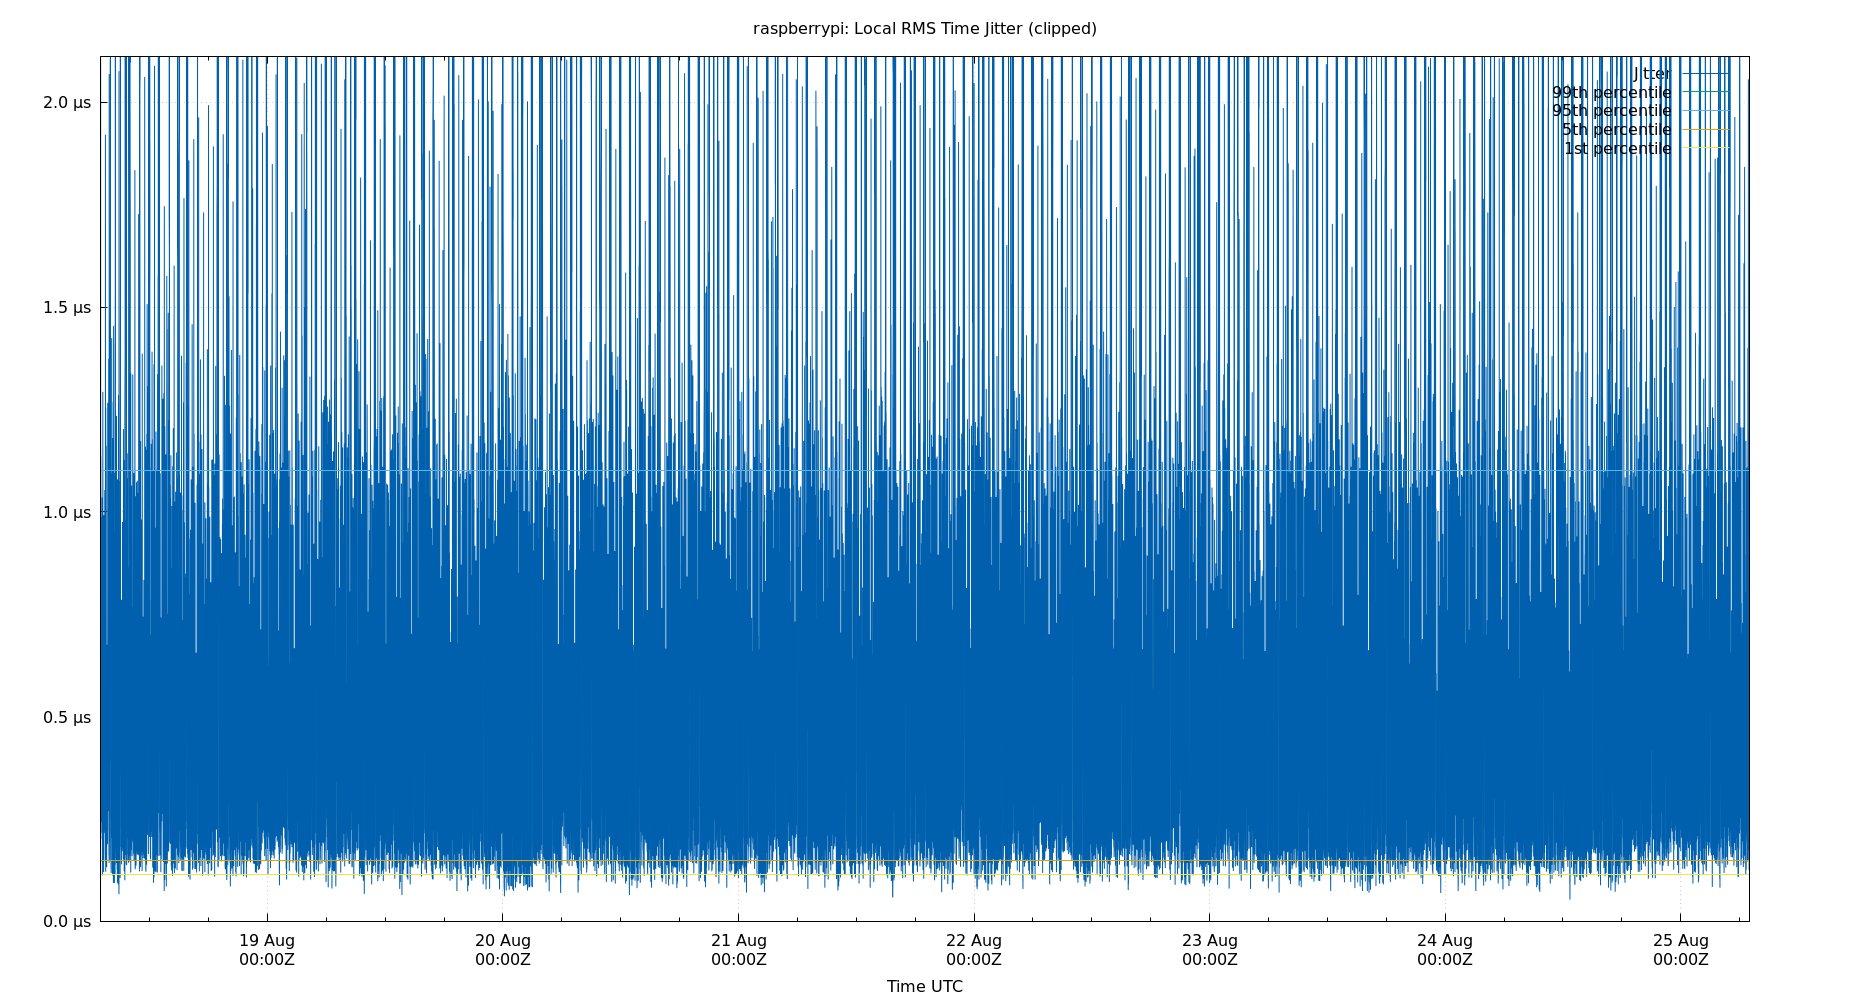 raspberrypi: Local RMS Time Jitter (clipped)
2.0 µs
1.5 µs
1.0 µs
0.5 µs
0.0 µs
Jitter
99th percentile
95th percentile
5th percentile
1st percentile
19 Aug
00:00Z
20 Aug
00:00Z
21 Aug
00:00Z
22 Aug
00:00Z
23 Aug
00:00Z
24 Aug
00:00Z
25 Aug
00:00Z
Time UTC